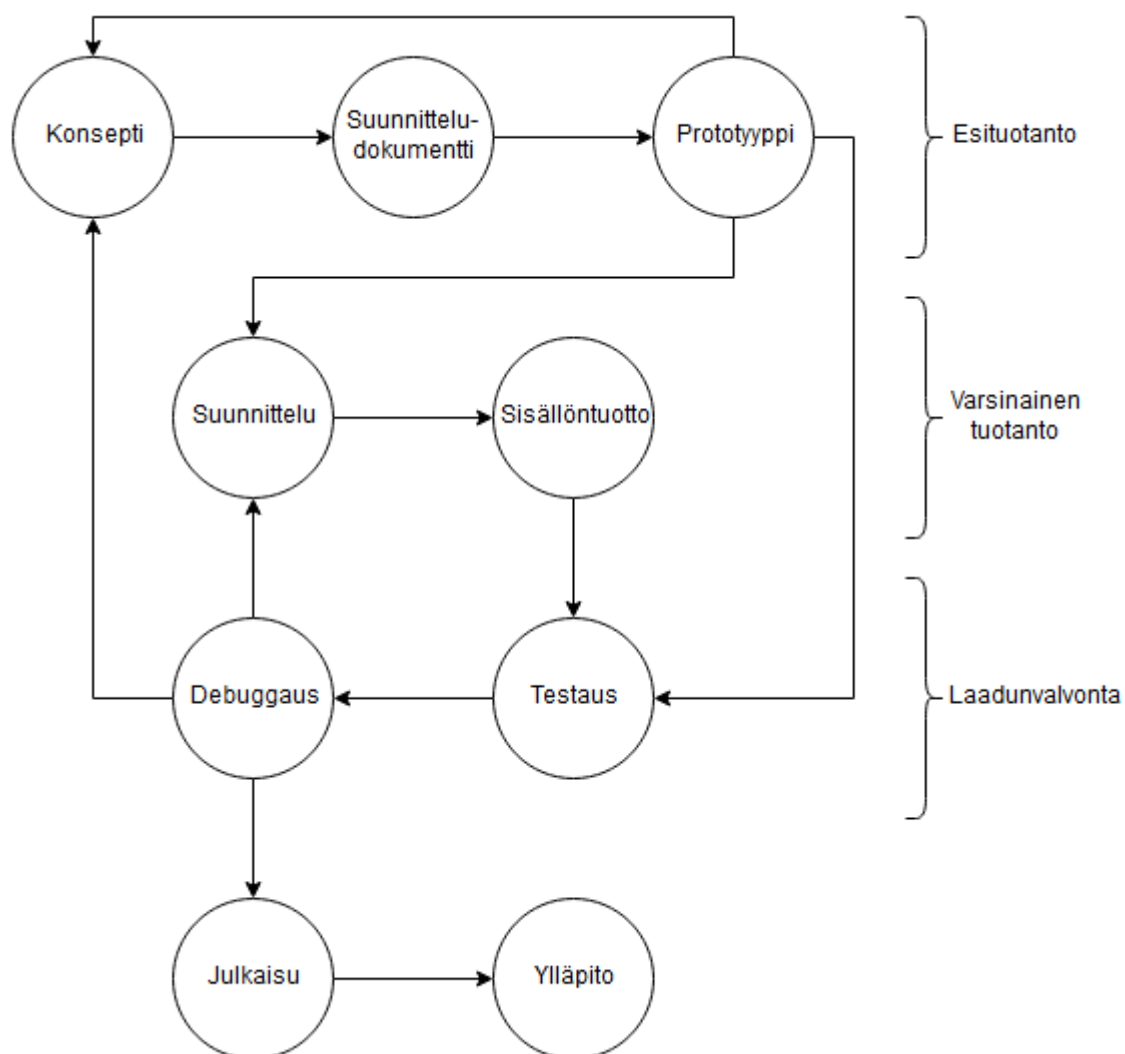 Konsepti
Suunnittelu-
dokumentti
Prototyyppi
Esituotanto
Suunnittelu
Sisällöntuotto
Varsinainen
tuotanto
Debuggaus
Testaus
Laadunvalvonta
Julkaisu
Ylläpito